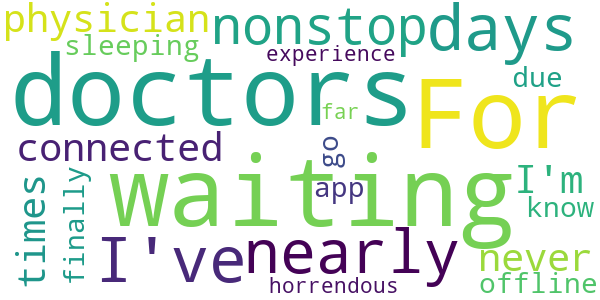 physician nonstop days
sleeping experience
doctors For due
far
connected og
waiting app I'm
times finally know
I've nearly never
horrendous offline
p